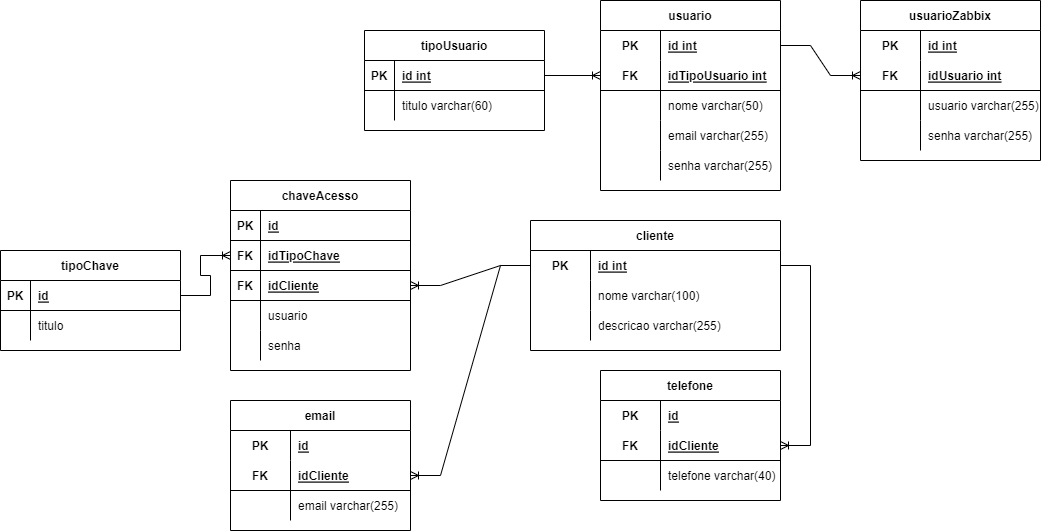 tipoUsuario
PK id int
titulo varchar(60)
usuario
PK id int
FK idTipoUsuario int
nome varchar(50)
email varchar(255)
senha varchar(255)
usuarioZabbix
PK id int
FK idUsuario int
usuario varchar(255)
senha varchar(255)
tipoChave
PK id
titulo
chaveAcesso
PK id
FK idTipoChave
FK idCliente
usuario
senha
cliente
PK id int
nome varchar(100)
descricao varchar(255)
email
PK id
FK idCliente
email varchar(255)
telefone
PK id
FK idCliente
telefone varchar(40)